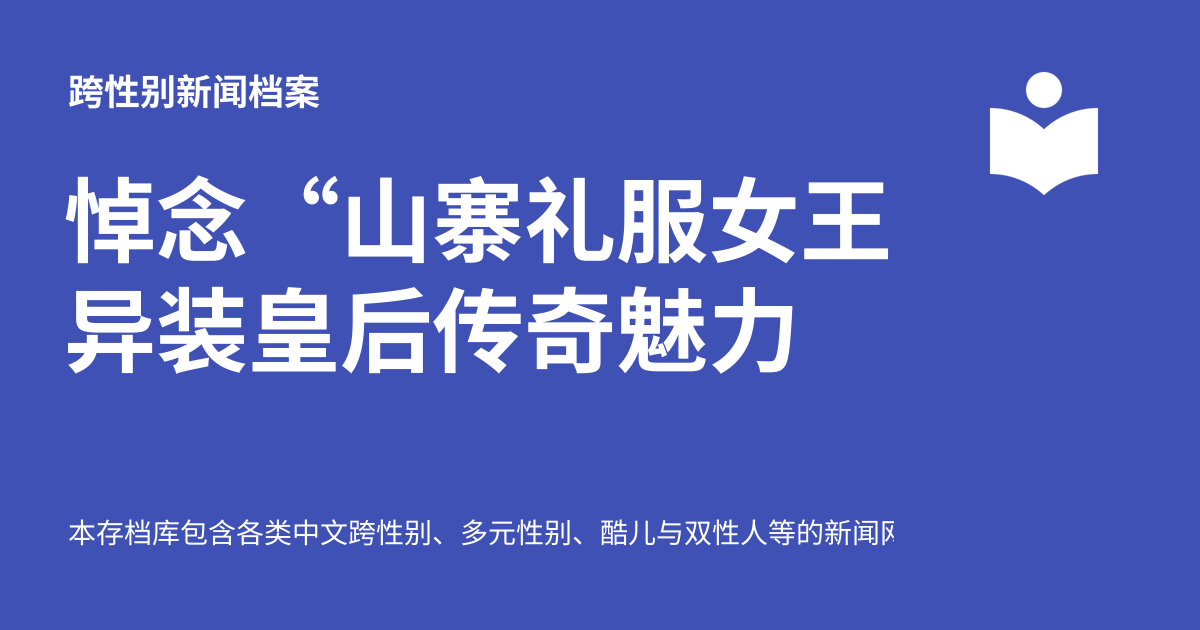 跨性别新闻档案
悼念“山寨礼服女王
异装皇后传奇魅力
本存档库包含各类中文跨性别、多元性别、酷儿与双性人等的新闻